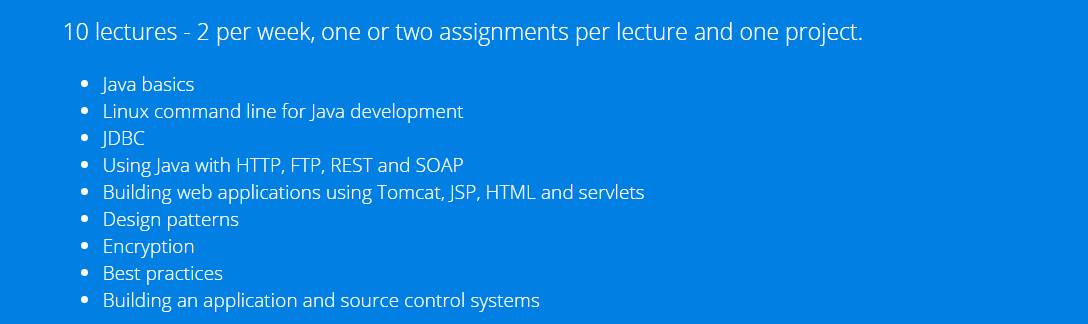 10 lectures - 2 per week, one or two assignments per lecture and one project.
• Java basics
• Linux command line for Java development
• JDBC
• Using Java with HTTP, FTP, REST and SOAP
• Building web applications using Tomcat, JSP, HTML and servlets
• Design patterns
• Encryption
• Best practices
• Building an application and source control systems